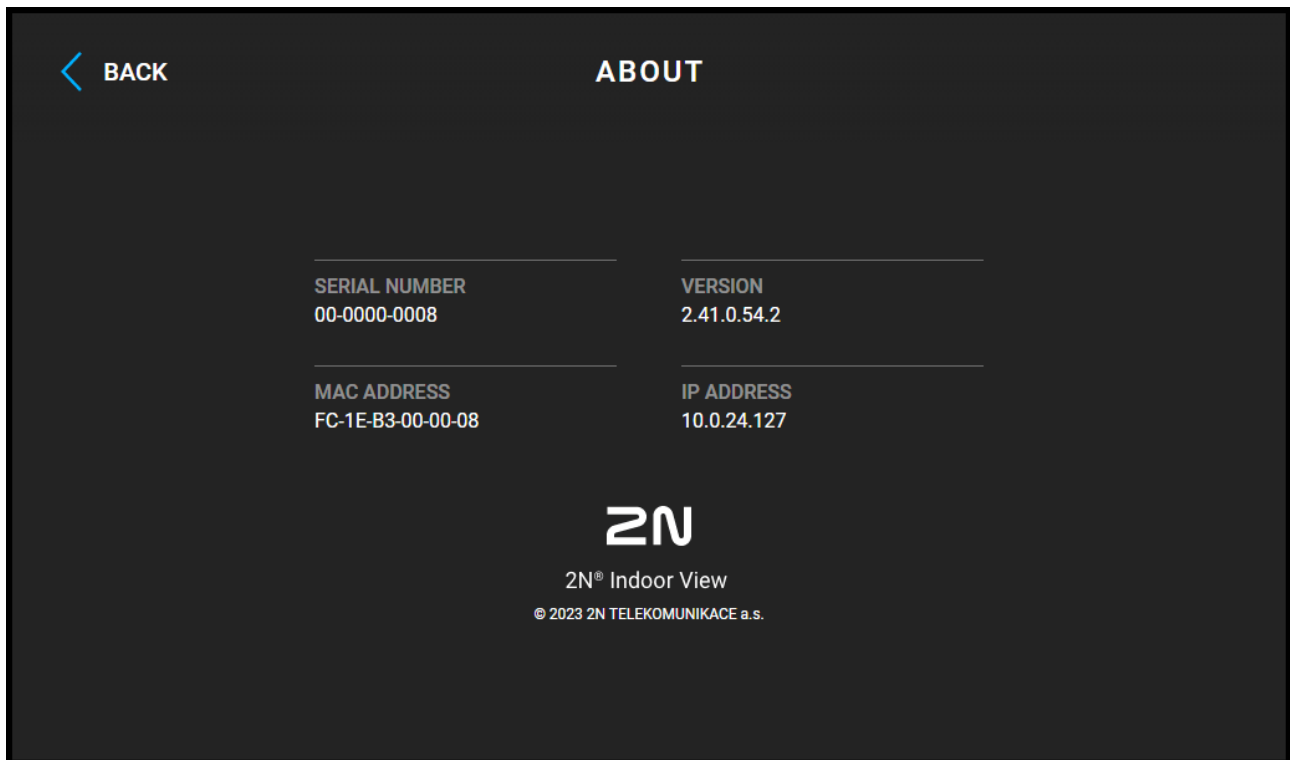 BACK
ABOUT
SERIAL NUMBER
00-0000-0008
VERSION
2.41.0.54.2
MAC ADDRESS
FC-1E-B3-00-00-08
IP ADDRESS
10.0.24.127
2N
2N® Indoor View
© 2023 2N TELEKOMUNIKACE a.s.